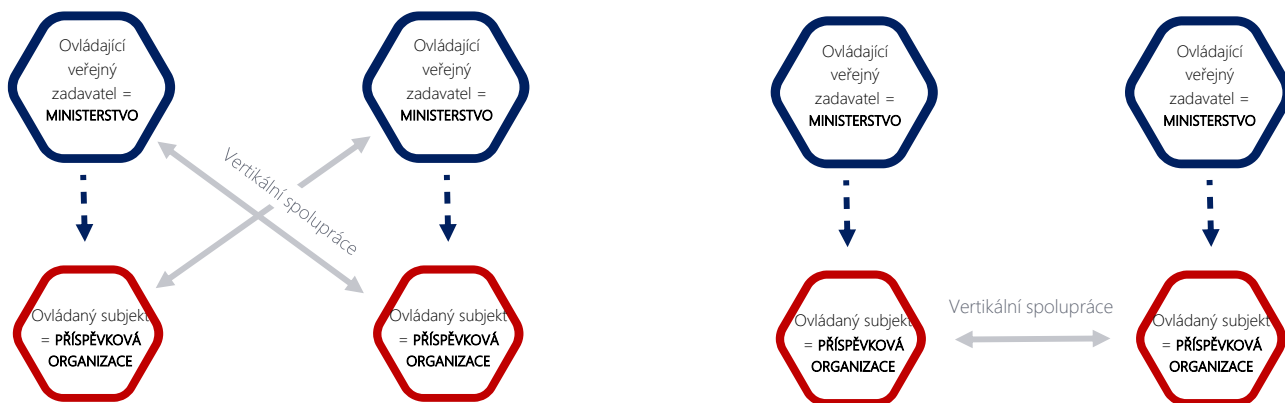 Ovládající
veřejný
zadavatel =
MINISTERSTVO
Ovládající
veřejný
zadavatel =
MINISTERSTVO
Vertikální spolupráce
Ovládaný subjekt
= PŘÍSPĚVKOVÁ
ORGANIZACE
Ovládaný subjekt
= PŘÍSPĚVKOVÁ
ORGANIZACE
Ovládající
veřejný
zadavatel =
MINISTERSTVO
Ovládající
veřejný
zadavatel =
MINISTERSTVO
Vertikální spolupráce
Ovládaný subjekt
= PŘÍSPĚVKOVÁ
ORGANIZACE
Ovládaný subjekt
= PŘÍSPĚVKOVÁ
ORGANIZACE